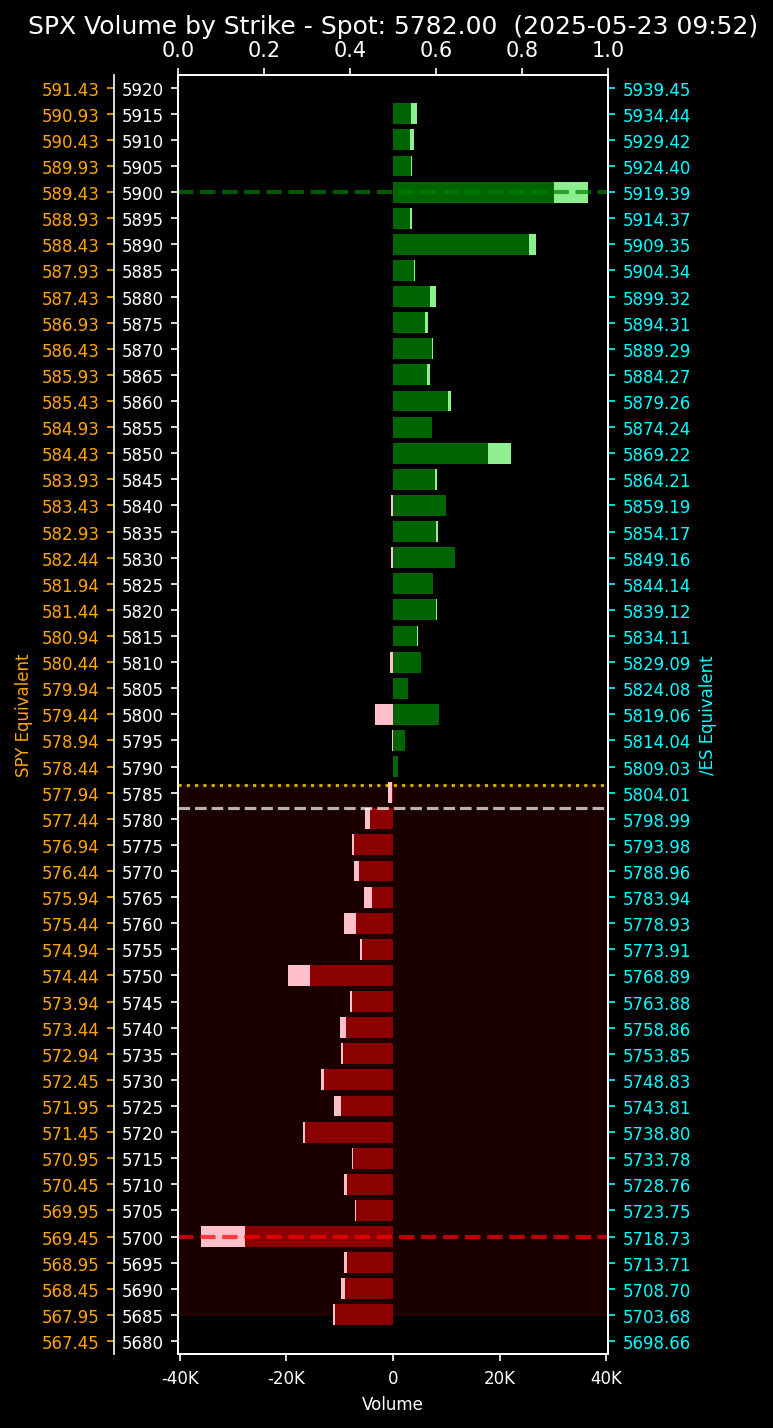 SPX Volume by Strike - Spot: 5782.00 (2025-05-23 09:52)
0.0 0.2 0.4 0.6 0.8 1.0
591.43 5920 5939.45
590.93 5915 5934.44
590.43 5910 5929.42
589.93 5905 5924.40
589.43 5900 5919.39
588.93 5895 5914.37
588.43 5890 5909.35
587.93 5885 5904.34
587.43 5880 5899.32
586.93 5875 5894.31
586.43 5870 5889.29
585.93 5865 5884.27
585.43 5860 5879.26
584.93 5855 5874.24
584.43 5850 5869.22
583.93 5845 5864.21
583.43 5840 5859.19
582.93 5835 5854.17
582.44 5830 5849.16
581.94 5825 5844.14
581.44 5820 5839.12
580.94 5815 5834.11
580.44 5810 5829.09
579.94 5805 5824.08
579.44 5800 5819.06
578.94 5795 5814.04
578.44 5790 5809.03
577.94 5785 5804.01
577.44 5780 5798.99
576.94 5775 5793.98
576.44 5770 5788.96
575.94 5765 5783.94
575.44 5760 5778.93
574.94 5755 5773.91
574.44 5750 5768.89
573.94 5745 5763.88
573.44 5740 5758.86
572.94 5735 5753.85
572.45 5730 5748.83
571.95 5725 5743.81
571.45 5720 5738.80
570.95 5715 5733.78
570.45 5710 5728.76
569.95 5705 5723.75
569.45 5700 5718.73
568.95 5695 5713.71
568.45 5690 5708.70
567.95 5685 5703.68
567.45 5680 5698.66
SPY Equivalent
/ES Equivalent
-40K -20K 0 20K 40K
Volume